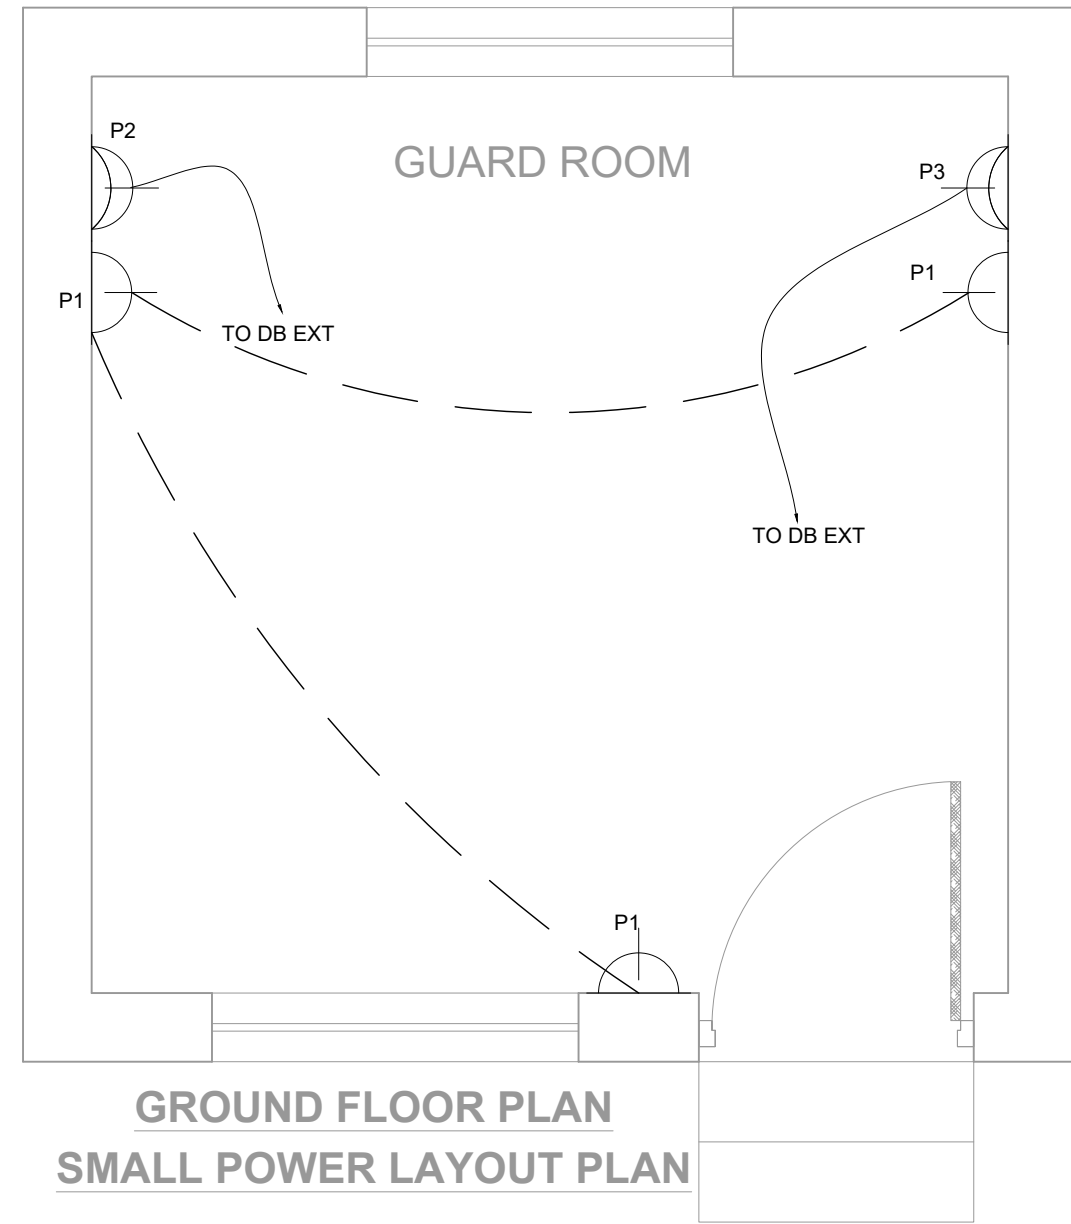 P2
GUARD ROOM
P3
P1
P1
TO DB EXT
TO DB EXT
P1
GROUND FLOOR PLAN
SMALL POWER LAYOUT PLAN